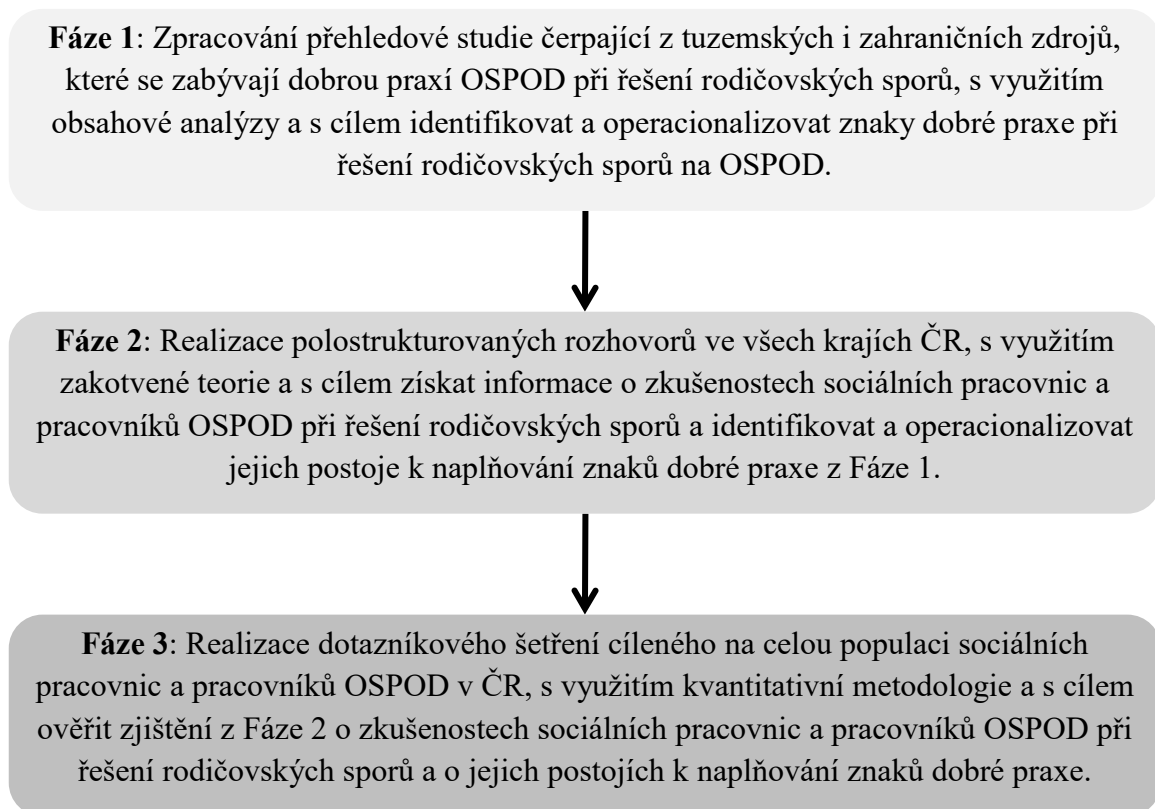 Fáze 1: Zpracování přehledové studie čerpající z tuzemských i zahraničních zdrojů,
které se zabývají dobrou praxí OSPOD při řešení rodičovských sporů, s využitím
obsahové analýzy a s cílem identifikovat a operacionalizovat znaky dobré praxe při
řešení rodičovských sporů na OSPOD.
Fáze 2: Realizace polostrukturovaných rozhovorů ve všech krajích ČR, s využitím
zakotvené teorie a s cílem získat informace o zkušenostech sociálních pracovnic a
pracovníků OSPOD při řešení rodičovských sporů a identifikovat a operacionalizovat
jejich postoje k naplňování znaků dobré praxe z Fáze 1.
Fáze 3: Realizace dotazníkového šetření cíleného na celou populaci sociálních
pracovnic a pracovníků OSPOD v ČR, s využitím kvantitativní metodologie a s cílem
ověřit zjištění z Fáze 2 o zkušenostech sociálních pracovnic a pracovníků OSPOD při
řešení rodičovských sporů a o jejich postojích k naplňování znaků dobré praxe.